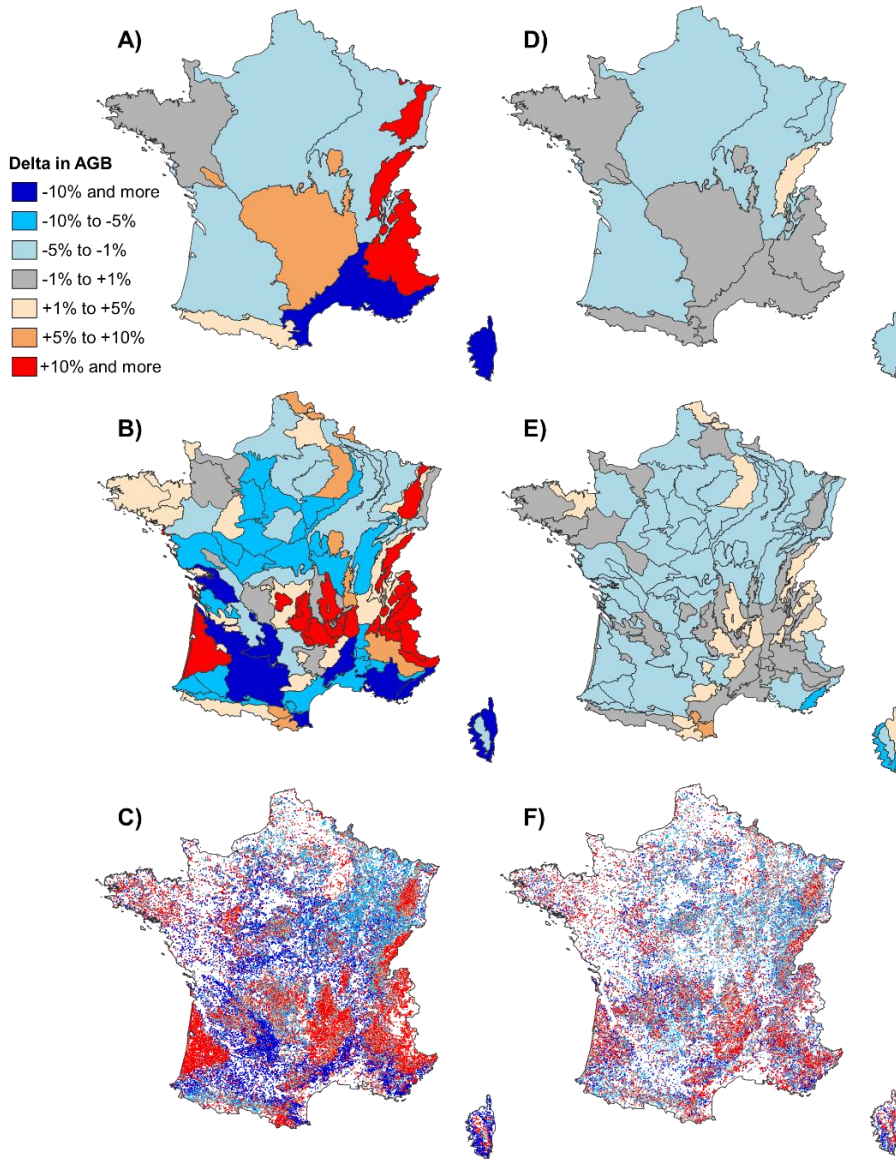 A)
D)
Delta in AGB
-10% and more
-10% to -5%
-5% to -1%
-1% to +1%
+1% to +5%
+5% to +10%
+10% and more
B)
E)
C)
F)